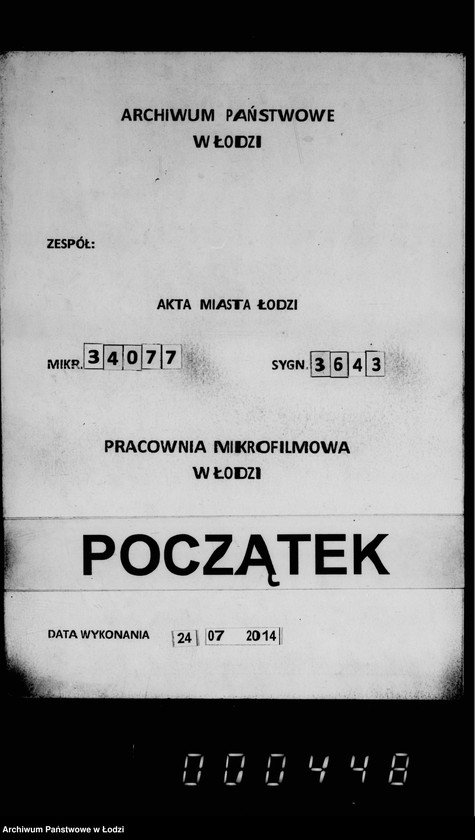 ARCHIWUM PAŃSTWOWE
W ŁODZI
ZESPÓŁ:
AKTA MIASTA ŁODZI
MIKR. 34077 SYGN. 3643
PRACOWNIA MIKROFILMOWA
W ŁODZI
POCZĄTEK
DATA WYKONANIA 24 07 2014
000448
Archiwum Państwowe w Łodzi